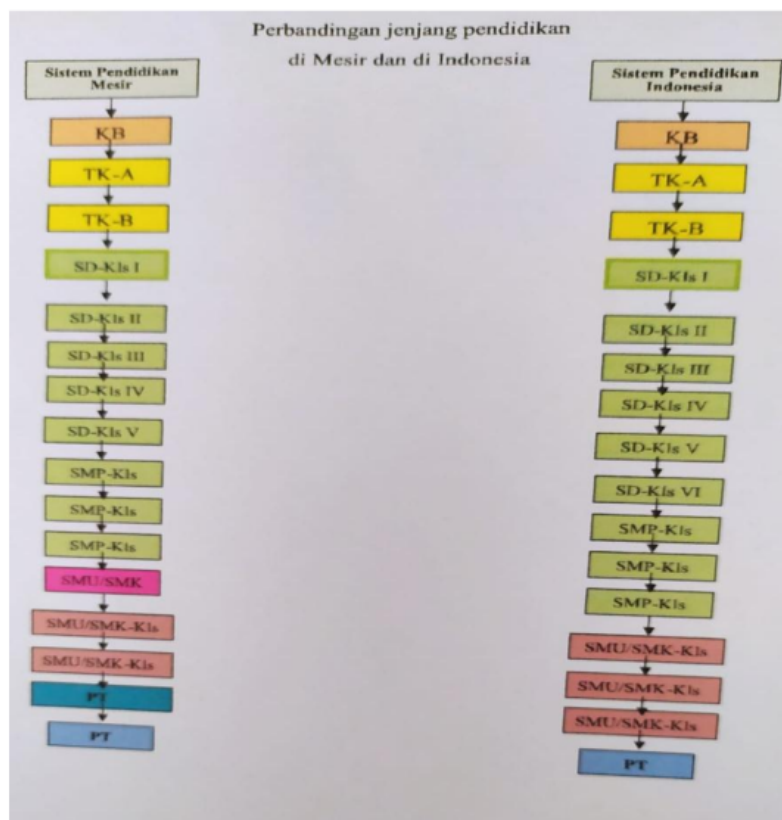 Perbandingan jenjang pendidikan
di Mesir dan di Indonesia
Sistem Pendidikan
Mesir
KB
TK-A
TK-B
SD-Kls I
SD-Kls II
SD-Kls III
SD-Kls IV
SD-Kls V
SMP-Kls
SMP-Kls
SMP-Kls
SMU/SMK
SMU/SMK-Kls
SMU/SMK-Kls
PT
PT
Sistem Pendidikan
Indonesia
KB
TK-A
TK-B
SD-Kls I
SD-Kls II
SD-Kls III
SD-Kls IV
SD-Kls V
SD-Kls VI
SMP-Kls
SMP-Kls
SMP-Kls
SMU/SMK-Kls
SMU/SMK-Kls
SMU/SMK-Kls
PT